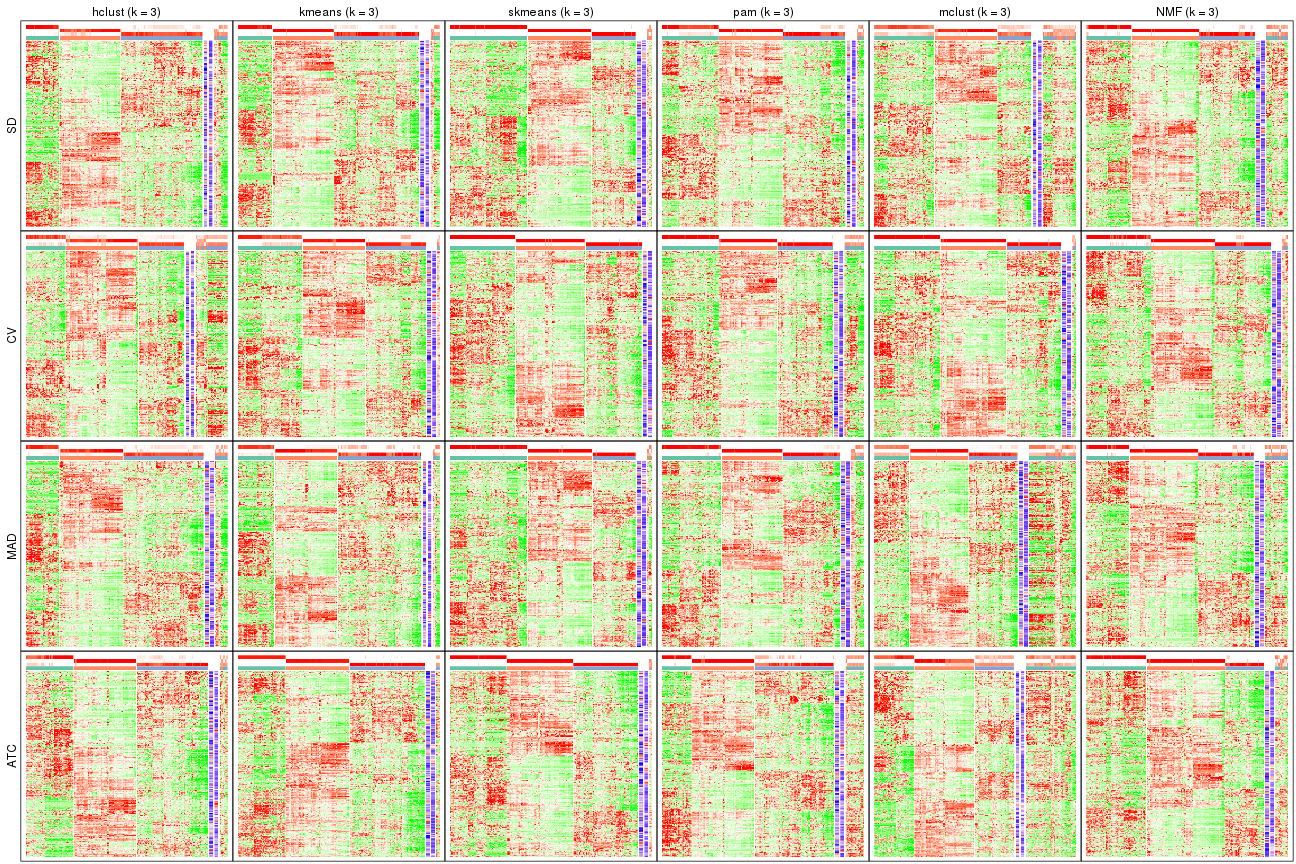 hclust (k = 3) kmeans (k = 3) skmeans (k = 3) pam (k = 3) mclust (k = 3) NMF (k = 3)
SD
CV
MAD
ATC